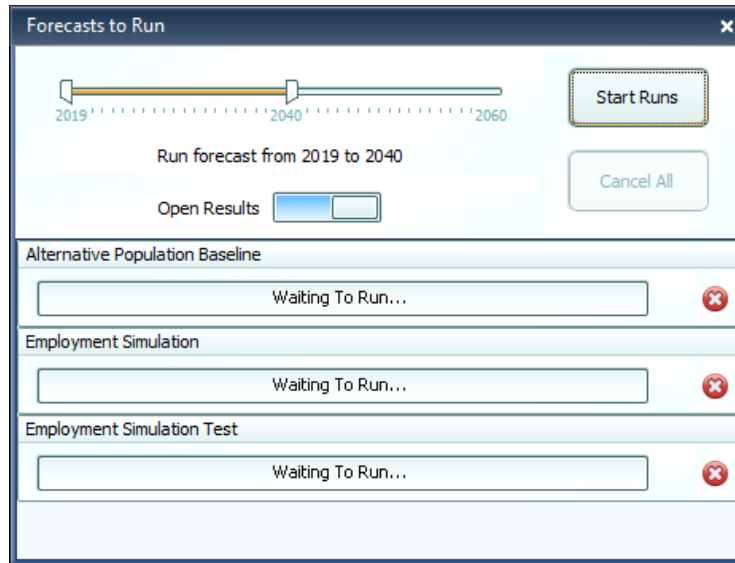 Forecasts to Run
2019 2040 2060
Start Runs
Run forecast from 2019 to 2040
Cancel All
Open Results
Alternative Population Baseline
Waiting To Run...
Employment Simulation
Waiting To Run...
Employment Simulation Test
Waiting To Run...